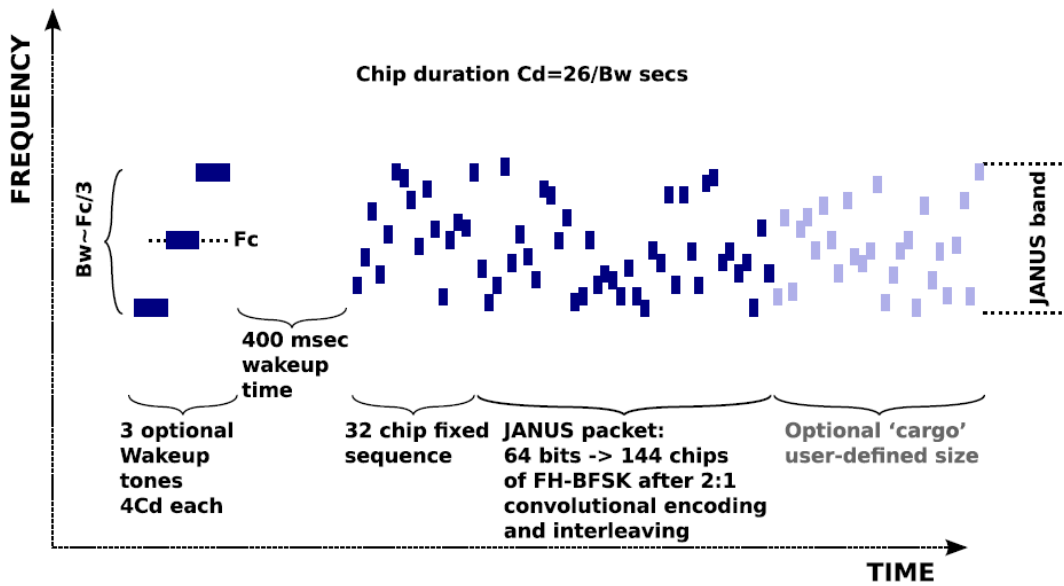 FREQUENCY
Chip duration Cd=26/Bw secs
Bw~Fc/3
Fc
JANUS band
400 msec
wakeup
time
3 optional
Wakeup
tones
4Cd each
32 chip fixed
sequence
JANUS packet:
64 bits -> 144 chips
of FH-BFSK after 2:1
convolutional encoding
and interleaving
Optional ‘cargo’
user-defined size
TIME